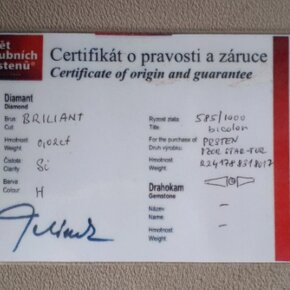 ět
ubních
stenů
Certifikát o pravosti a záruce
Certificate of origin and guarantee
Diamant
Diamond
Brus BRILIANT
Cut
Hmotnost 0,02ct
Weight
Čistota Si
Clarity
Barva H
Colour
Ryzost zlata 585/1000
Title: bicolor
For the purchase of PRSTEN
Druh výrobku:
Hmotnost
Weight
Drahokam
Gemstone
Název: –
Name:
Hmotnost –
Weight